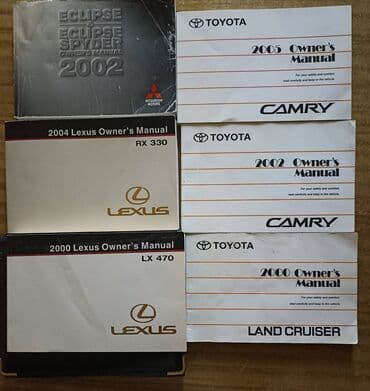 ECLIPSE
ECLIPSE
SPYDER
OWNER'S MANUAL
2002
MITSUBISHI
MOTORS
TOYOTA
2005 Owner's
Manual
For your safety and comfort,
read carefully and keep in the vehicle.
CAMRY
2004 Lexus Owner's Manual
RX 330
LEXUS
TOYOTA
2002 Owner's
Manual
For your safety and comfort,
read carefully and keep in the vehicle.
CAMRY
2000 Lexus Owner's Manual
LX 470
LEXUS
TOYOTA
2000 Owner's
Manual
For your safety and comfort,
read carefully and keep in the vehicle.
LAND CRUISER